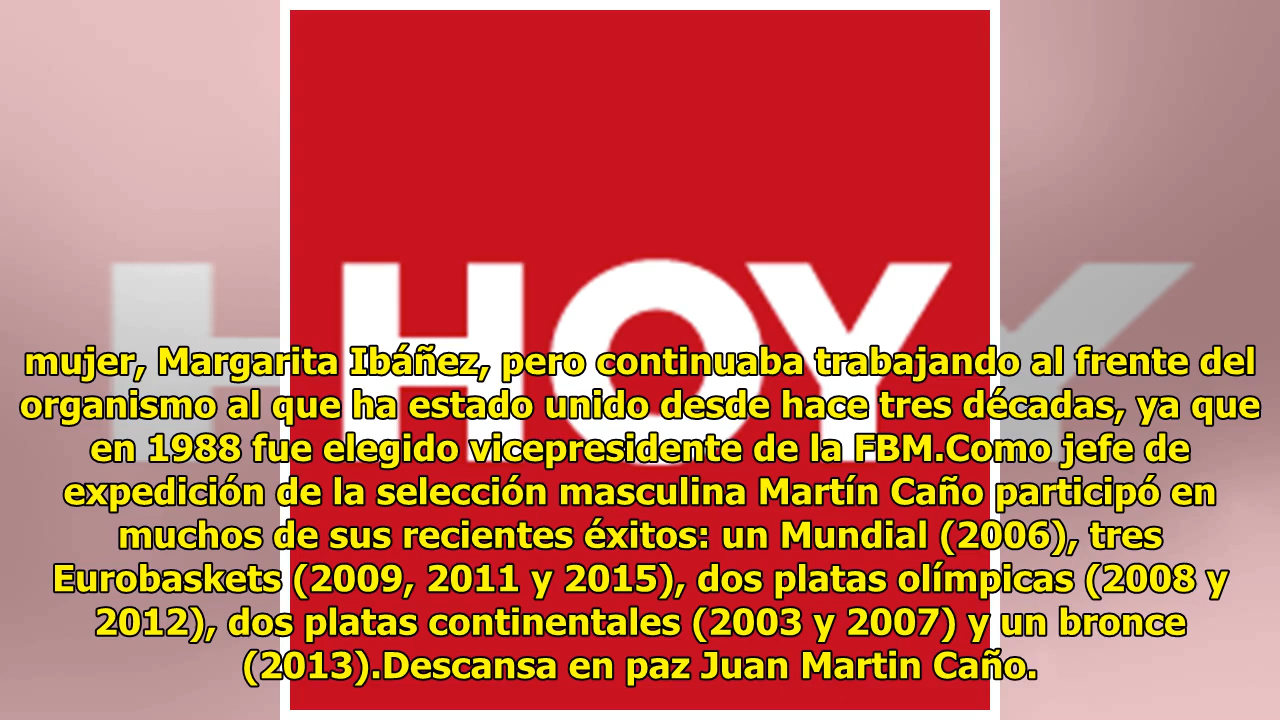 HOY
mujer, Margarita Ibáñez, pero continuaba trabajando al frente del
organismo al que ha estado unido desde hace tres décadas, ya que
en 1988 fue elegido vicepresidente de la FBM.Como jefe de
expedición de la selección masculina Martín Caño participó en
muchos de sus recientes éxitos: un Mundial (2006), tres
Eurobaskets (2009, 2011 y 2015), dos platas olímpicas (2008 y
2012), dos platas continentales (2003 y 2007) y un bronce
(2013).Descansa en paz Juan Martin Caño.